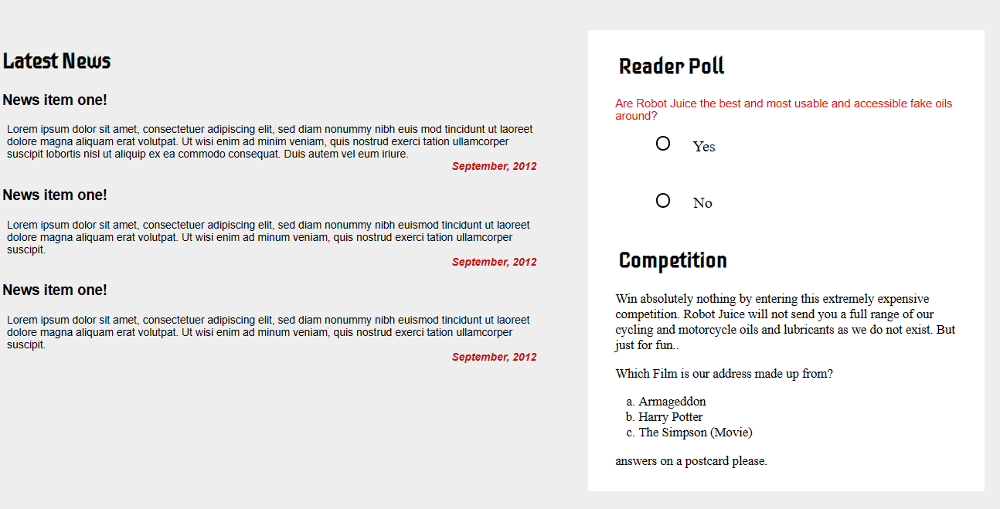 Latest News
News item one!
Lorem ipsum dolor sit amet, consectetuer adipiscing elit, sed diam nonummy nibh euis mod tincidunt ut laoreet
dolore magna aliquam erat volutpat. Ut wisi enim ad minim veniam, quis nostrud exerci tation ullamcorper
suscipit lobortis nisl ut aliquip ex ea commodo consequat. Duis autem vel eum iriure.
September, 2012
News item one!
Lorem ipsum dolor sit amet, consectetuer adipiscing elit, sed diam nonummy nibh euismod tincidunt ut laoreet
dolore magna aliquam erat volutpat. Ut wisi enim ad minum veniam, quis nostrud exerci tation ullamcorper
suscipit.
September, 2012
News item one!
Lorem ipsum dolor sit amet, consectetuer adipiscing elit, sed diam nonummy nibh euismod tincidunt ut laoreet
dolore magna aliquam erat volutpat. Ut wisi enim ad minum veniam, quis nostrud exerci tation ullamcorper
suscipit.
September, 2012
Reader Poll
Are Robot Juice the best and most usable and accessible fake oils
around?
Yes
No
Competition
Win absolutely nothing by entering this extremely expensive
competition. Robot Juice will not send you a full range of our
cycling and motorcycle oils and lubricants as we do not exist. But
just for fun..
Which Film is our address made up from?
a. Armageddon
b. Harry Potter
c. The Simpson (Movie)
answers on a postcard please.